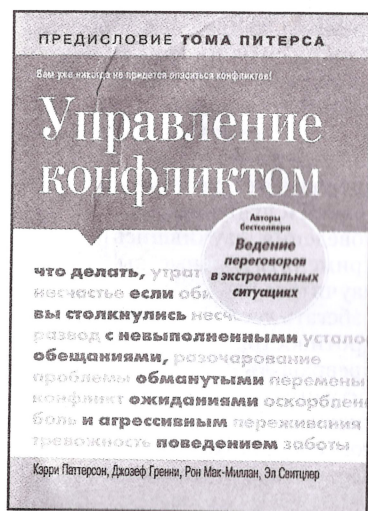 ПРЕДИСЛОВИЕ ТОМА ПИТЕРСА
Вам уже никогда не придется опасаться конфликтов!
Управление
конфликтом
Авторы
бестселлера
Ведение
переговоров
в экстремальных
ситуациях
что делать, утрат
несчастье если
вы столкнулись
развод с невыполненными устало
обещаниями, разочарование
проблемы обманутыми перемены
конфликт ожиданиями оскорблен
боль и агрессивным переживания
тревожность поведением заботы
Кэрри Паттерсон, Джозеф Гренни, Рон Мак-Миллан, Эл Свитцлер